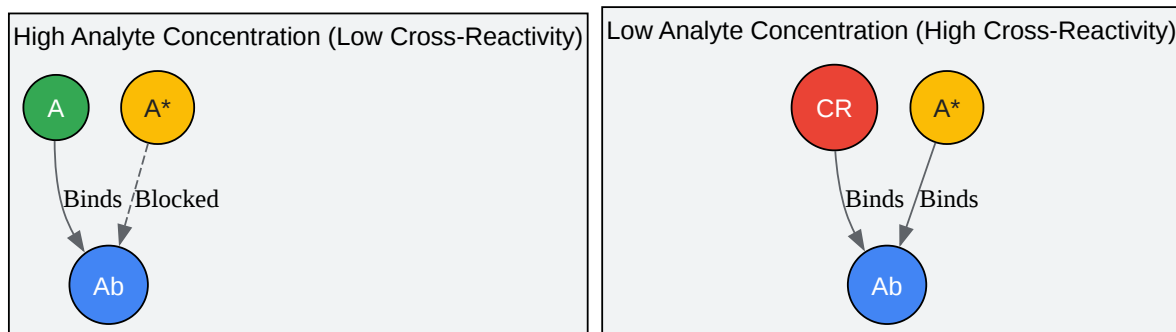 High Analyte Concentration (Low Cross-Reactivity)
A
A*
Binds
Blocked
Ab
Low Analyte Concentration (High Cross-Reactivity)
CR
A*
Binds
Binds
Ab